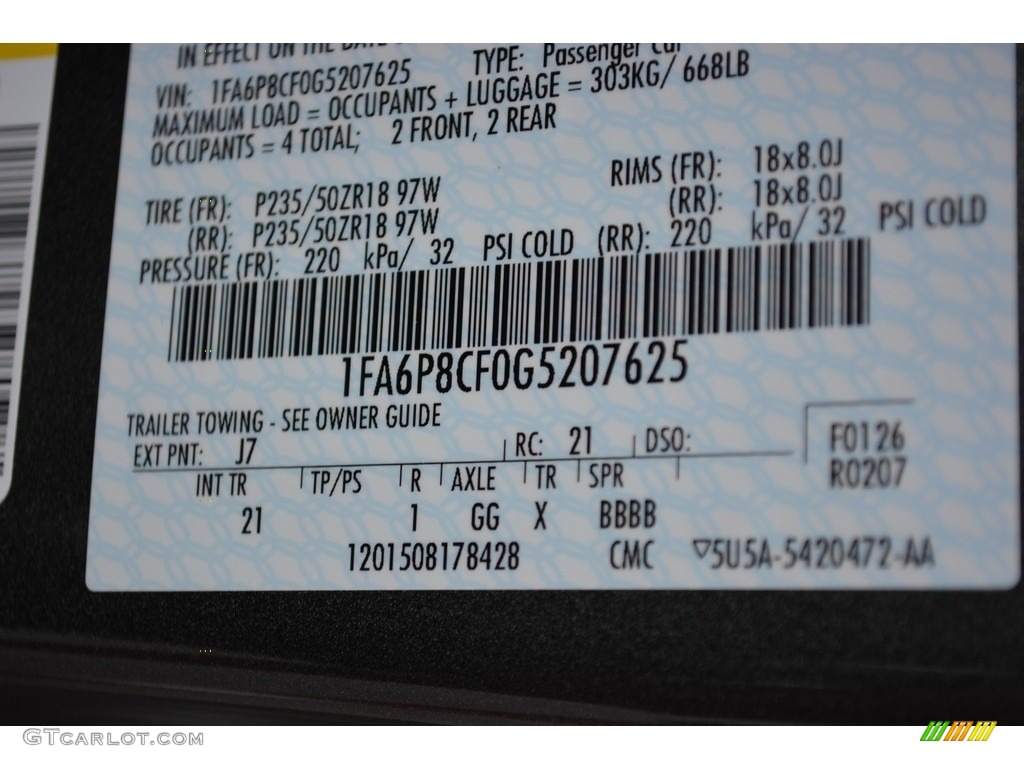 IN EFFECT ON THE DATE
VIN: 1FA6P8CF0G5207625 TYPE: Passenger Car
MAXIMUM LOAD = OCCUPANTS + LUGGAGE = 303KG/ 668LB
OCCUPANTS = 4 TOTAL; 2 FRONT, 2 REAR
TIRE (FR): P235/50ZR18 97W RIMS (FR): 18x8.0J
(RR): P235/50ZR18 97W (RR): 18x8.0J
PRESSURE (FR): 220 kPa/ 32 PSI COLD (RR): 220 kPa/ 32 PSI COLD
1FA6P8CF0G5207625
TRAILER TOWING - SEE OWNER GUIDE
EXT PNT: J7 RC: 21 DSO: F0126
R0207
INT TR TP/PS R AXLE TR SPR
21 1 GG X BBBB
1201508178428 CMC ▽5U5A-5420472-AA
GTCARLOT.COM